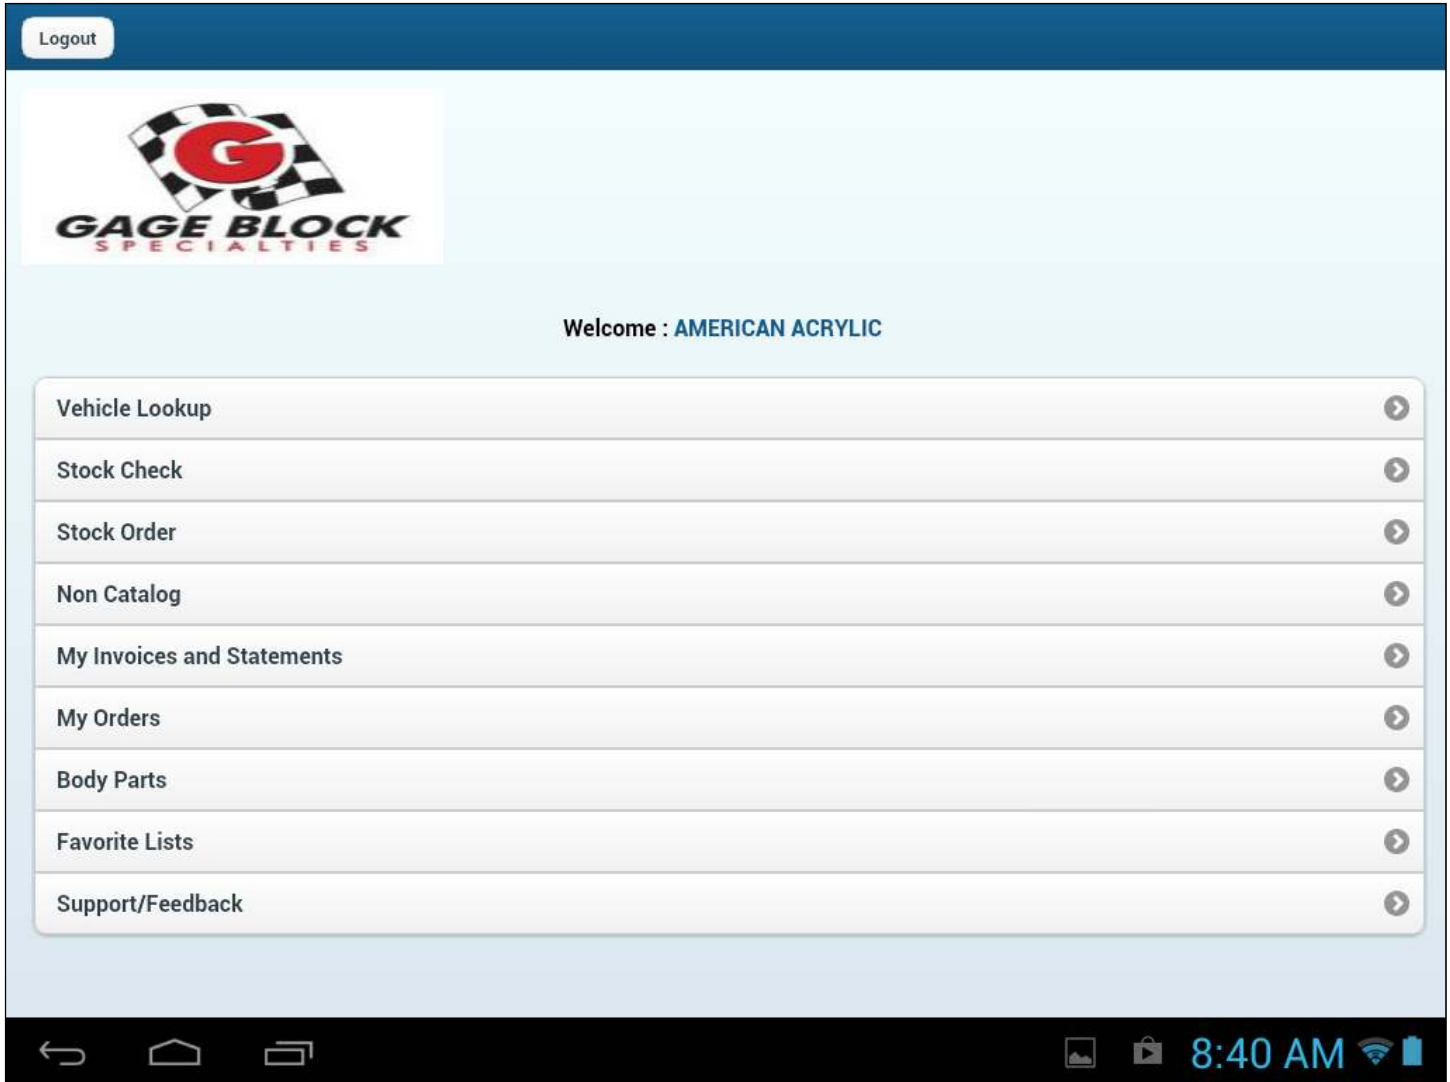 Logout
G
GAGE BLOCK
SPECIALTIES
Welcome : AMERICAN ACRYLIC
Vehicle Lookup
Stock Check
Stock Order
Non Catalog
My Invoices and Statements
My Orders
Body Parts
Favorite Lists
Support/Feedback
8:40 AM